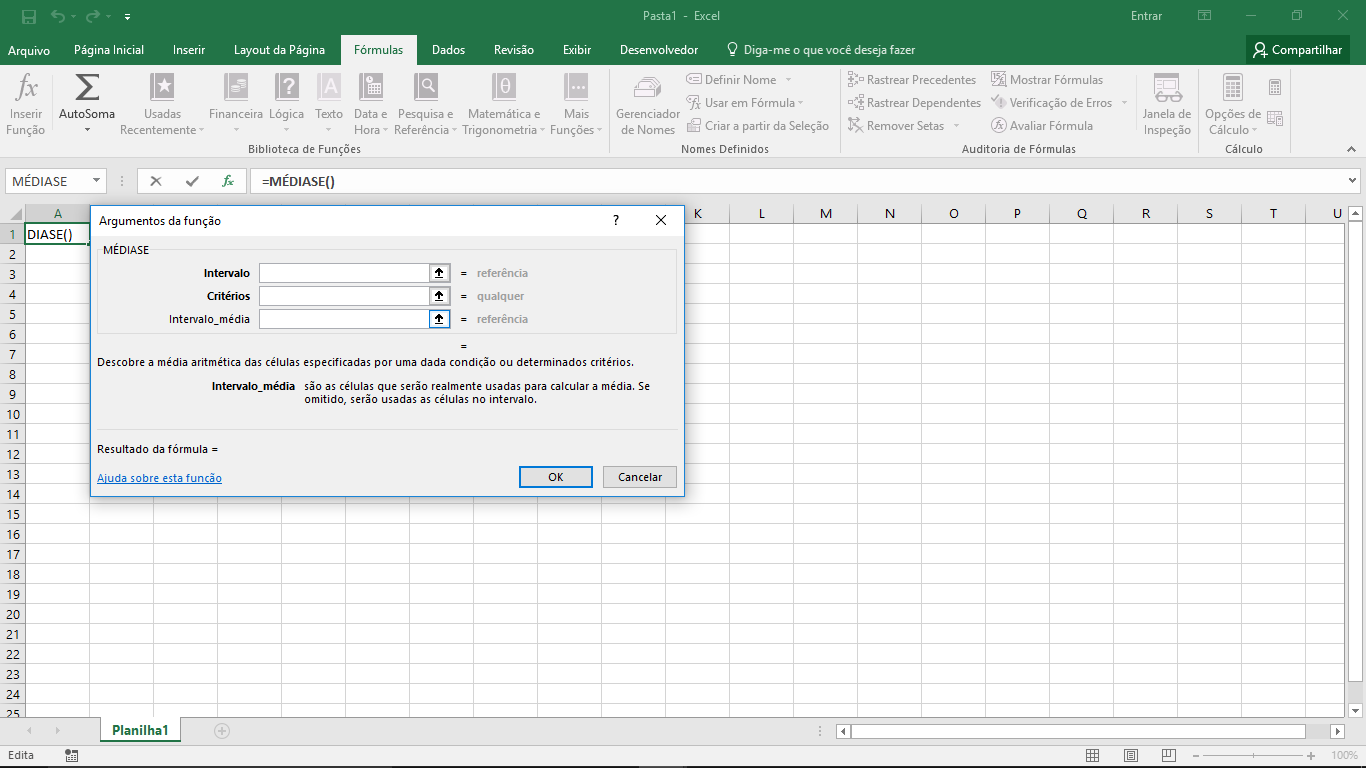 Pasta1 - Excel
Entrar
Arquivo Página Inicial Inserir Layout da Página Fórmulas Dados Revisão Exibir Desenvolvedor Diga-me o que você deseja fazer Compartilhar
fx Inserir Função
Σ AutoSoma
Usadas Recentemente
Financeira
Lógica
Texto
Data e Hora
Pesquisa e Referência
Matemática e Trigonometria
Mais Funções
Biblioteca de Funções
Gerenciador de Nomes
Definir Nome
Usar em Fórmula
Criar a partir da Seleção
Nomes Definidos
Rastrear Precedentes
Rastrear Dependentes
Remover Setas
Mostrar Fórmulas
Verificação de Erros
Avaliar Fórmula
Janela de Inspeção
Auditoria de Fórmulas
Opções de Cálculo
Cálculo
MÉDIASE fx =MÉDIASE()
A K L M N O P Q R S T U
1 DIASE()
2
3
4
5
6
7
8
9
10
11
12
13
14
15
16
17
18
19
20
21
22
23
24
25
Argumentos da função ?
MÉDIASE
Intervalo = referência
Critérios = qualquer
Intervalo_média = referência
=
Descobre a média aritmética das células especificadas por uma dada condição ou determinados critérios.
Intervalo_média são as células que serão realmente usadas para calcular a média. Se
omitido, serão usadas as células no intervalo.
Resultado da fórmula =
Ajuda sobre esta função
OK Cancelar
Planilha1
Edita
100%